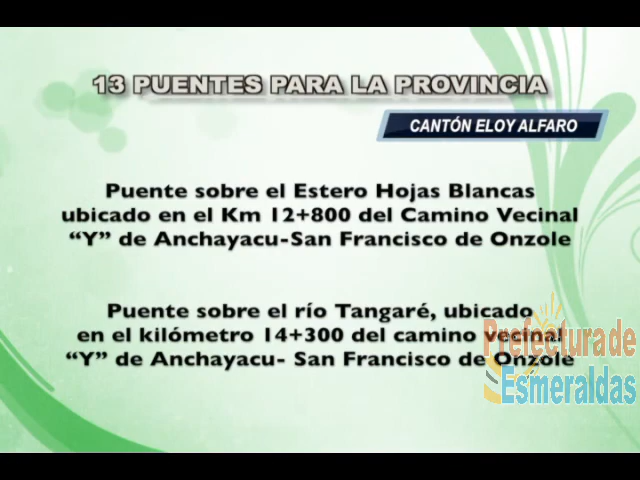 13 PUENTES PARA LA PROVINCIA
CANTÓN ELOY ALFARO
Puente sobre el Estero Hojas Blancas
ubicado en el Km 12+800 del Camino Vecinal
“Y” de Anchayacu-San Francisco de Onzole
Puente sobre el río Tangaré, ubicado
en el kilómetro 14+300 del camino vecinal
“Y” de Anchayacu- San Francisco de Onzole
Prefectura de
Esmeraldas